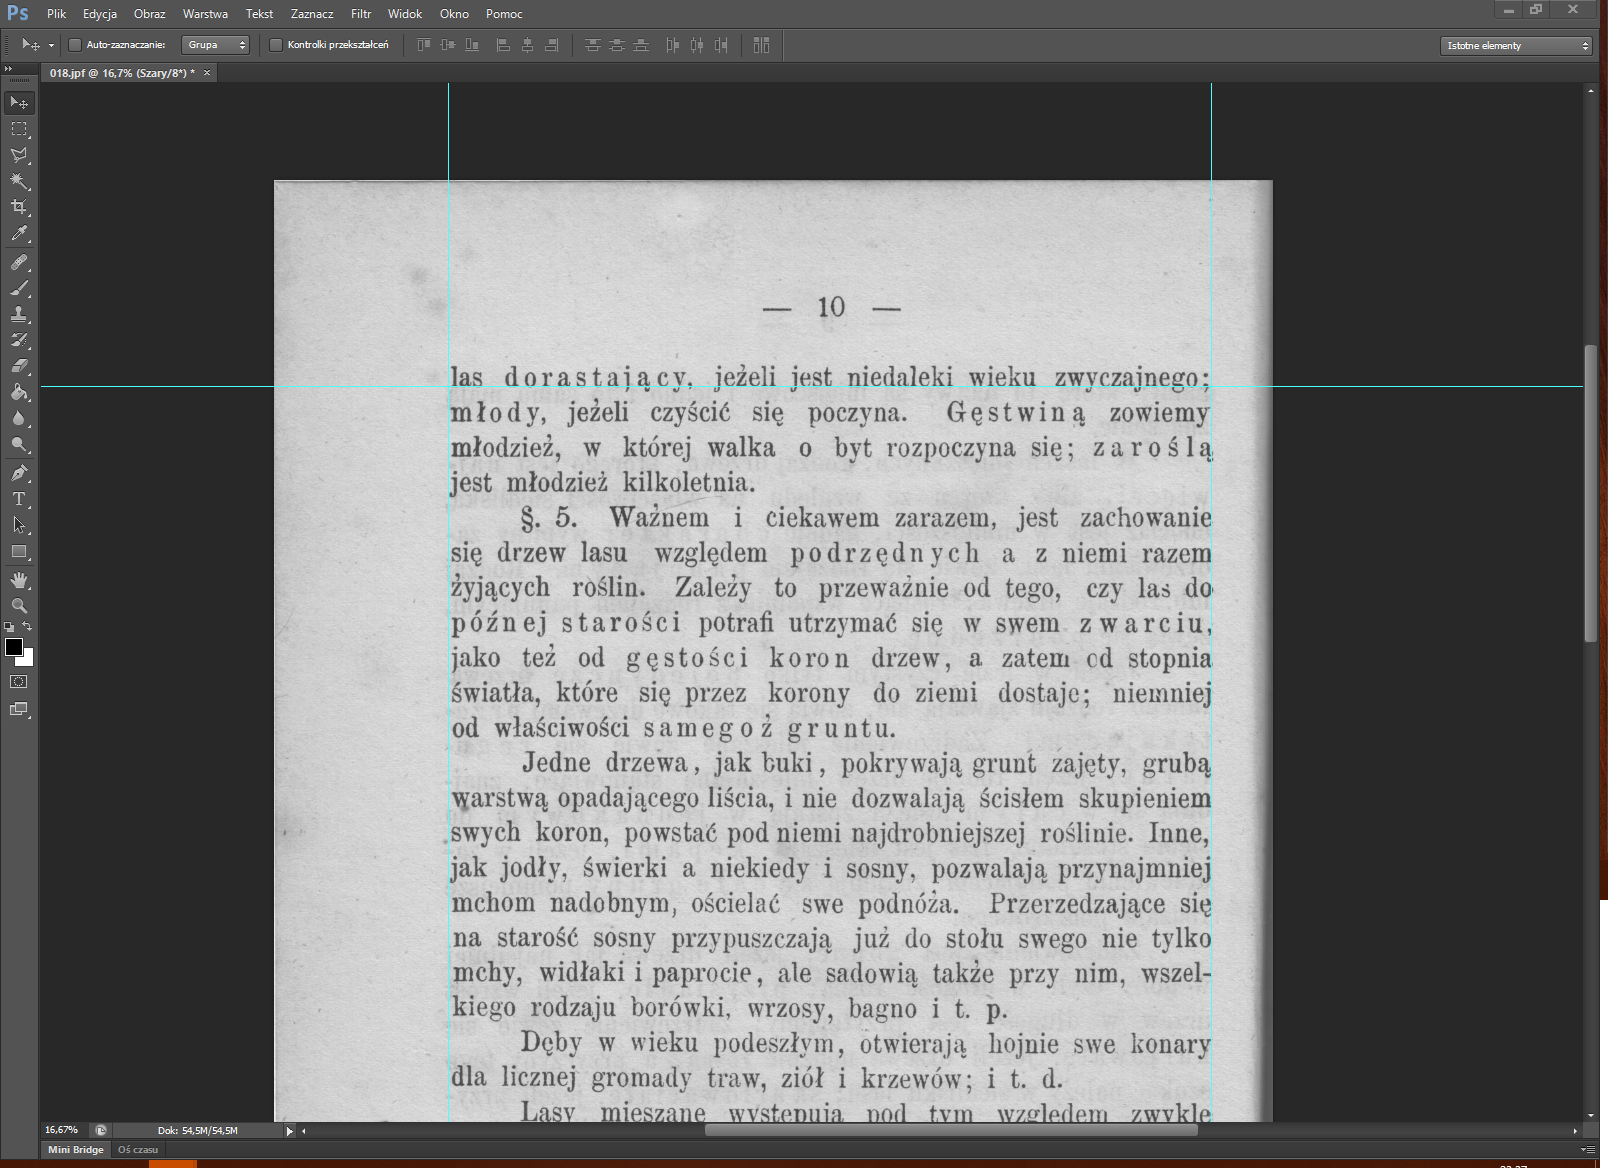 Ps Plik Edycja Obraz Warstwa Tekst Zaznacz Filtr Widok Okno Pomoc
Auto-zaznaczanie: Grupa Kontrolki przekształceń Istotne elementy
018.jpf @ 16,7% (Szary/8*) * ×
— 10 —
las dorastający, jeżeli jest niedaleki wieku zwyczajnego;
młody, jeżeli czyścić się poczyna. Gęstwiną zowiemy
młodzież, w której walka o byt rozpoczyna się; zaroślą
jest młodzież kilkoletnia.
§. 5. Ważnem i ciekawem zarazem, jest zachowanie
się drzew lasu względem podrzędnych a z niemi razem
żyjących roślin. Zależy to przeważnie od tego, czy las do
późnej starości potrafi utrzymać się w swem zwarciu,
jako też od gęstości koron drzew, a zatem od stopnia
światła, które się przez korony do ziemi dostaje; niemniej
od właściwości samegoż gruntu.
Jedne drzewa, jak buki, pokrywają grunt zajęty, grubą
warstwą opadającego liścia, i nie dozwalają ścisłem skupieniem
swych koron, powstać pod niemi najdrobniejszej roślinie. Inne,
jak jodły, świerki a niekiedy i sosny, pozwalają przynajmniej
mchom nadobnym, ościelać swe podnóża. Przerzedzające się
na starość sosny przypuszczają już do stołu swego nie tylko
mchy, widłaki i paprocie, ale sadowią także przy nim, wszel-
kiego rodzaju borówki, wrzosy, bagno i t. p.
Dęby w wieku podeszłym, otwierają hojnie swe konary
dla licznej gromady traw, ziół i krzewów; i t. d.
Lasy mieszane występują pod tym względem zwykle
16,67% Dok: 54,5M/54,5M
Mini Bridge Oś czasu